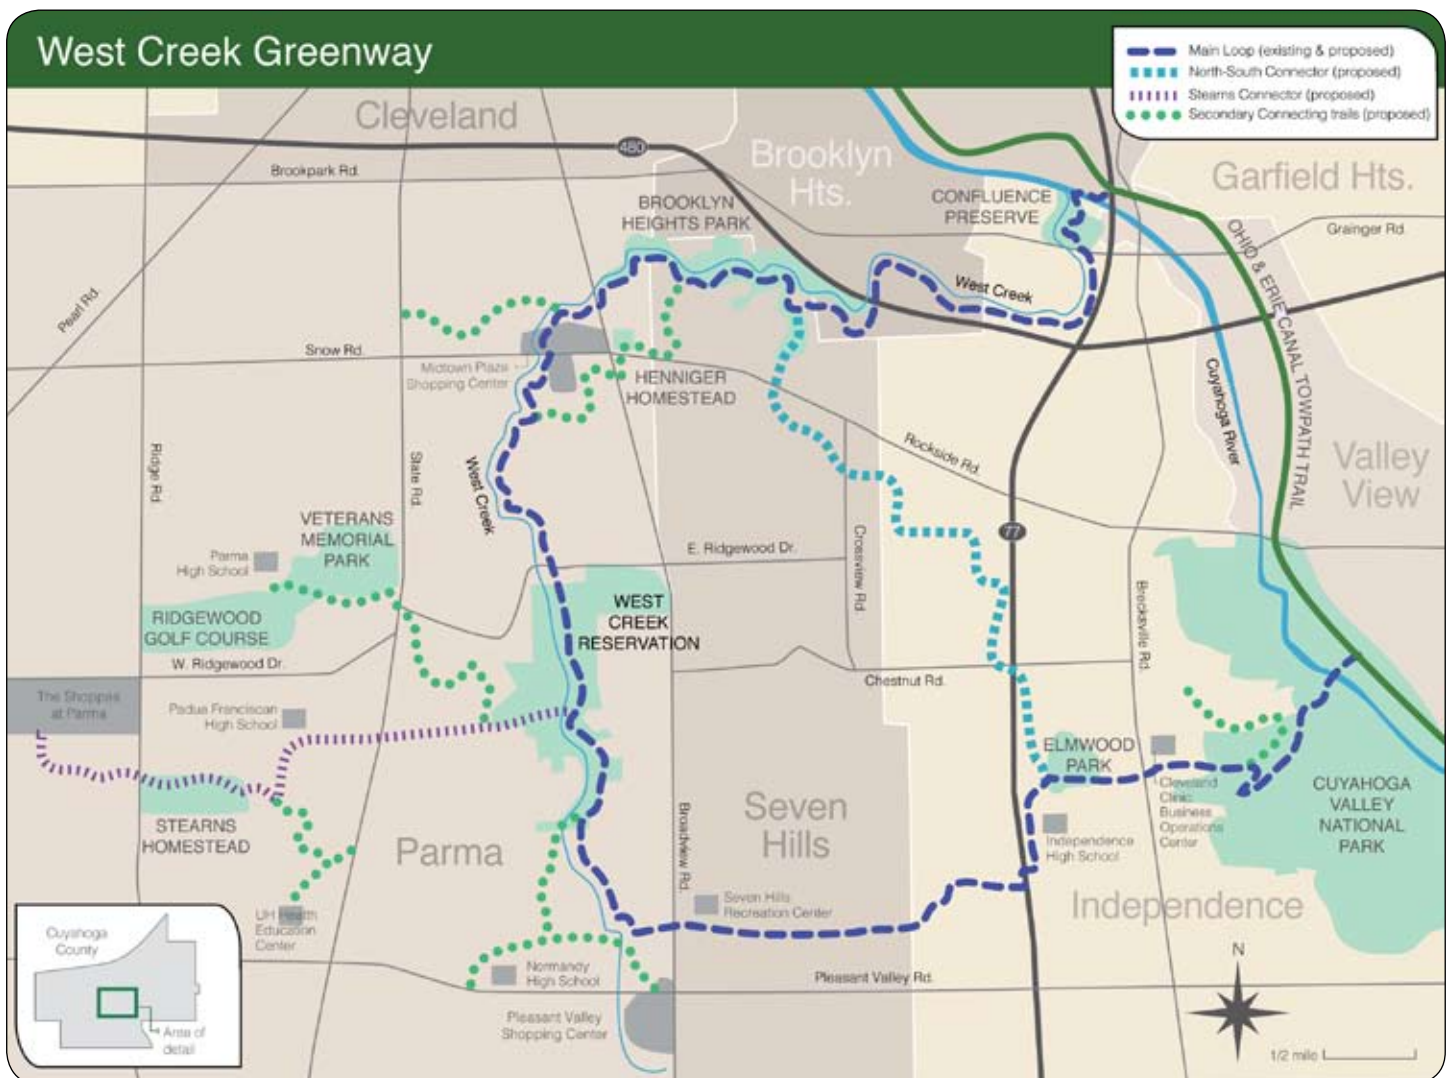 West Creek Greenway
Main Loop (existing & proposed)
North-South Connector (proposed)
Stearns Connector (proposed)
Secondary Connecting trails (proposed)
Cleveland
480
Brookpark Rd.
Brooklyn
Hts.
Garfield Hts.
BROOKLYN
HEIGHTS PARK
CONFLUENCE
PRESERVE
Grainger Rd.
OHIO & ERIE CANAL TOWPATH TRAIL
West Creek
Pearl Rd.
Snow Rd.
Midtown Plaza
Shopping Center
HENNIGER
HOMESTEAD
Cuyahoga River
Rockside Rd.
Valley
View
Ridge Rd.
State Rd.
West Creek
VETERANS
MEMORIAL
PARK
Parma
High School
E. Ridgewood Dr.
Crossview Rd.
77
Brecksville Rd.
RIDGEWOOD
GOLF COURSE
WEST
CREEK
RESERVATION
W. Ridgewood Dr.
Chestnut Rd.
The Shoppes
at Parma
Padua Franciscan
High School
ELMWOOD
PARK
Cleveland
Clinic
Business
Operations
Center
CUYAHOGA
VALLEY
NATIONAL
PARK
STEARNS
HOMESTEAD
Parma
Broadview Rd.
Seven
Hills
Independence
High School
Seven Hills
Recreation Center
Independence
UH Health
Education
Center
Cuyahoga
County
Area of
detail
Normandy
High School
Pleasant Valley Rd.
Pleasant Valley
Shopping Center
N
1/2 mile